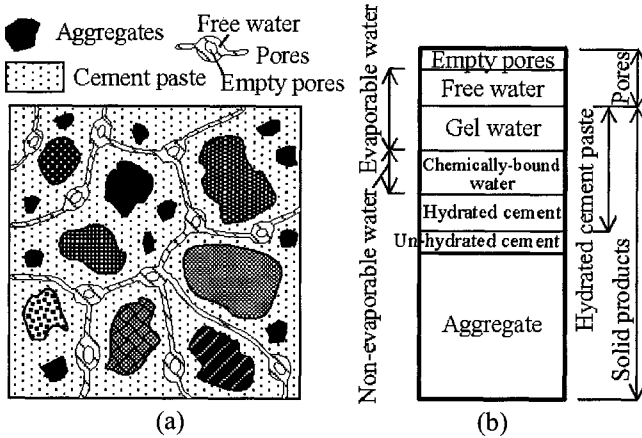 Aggregates
Cement paste
Free water
Pores
Empty pores
(a)
(b)
Evaporable water
Non-evaporable water
Empty pores
Free water
Gel water
Chemically-bound
water
Hydrated cement
Un-hydrated cement
Aggregate
Pores
Hydrated cement paste
Solid products